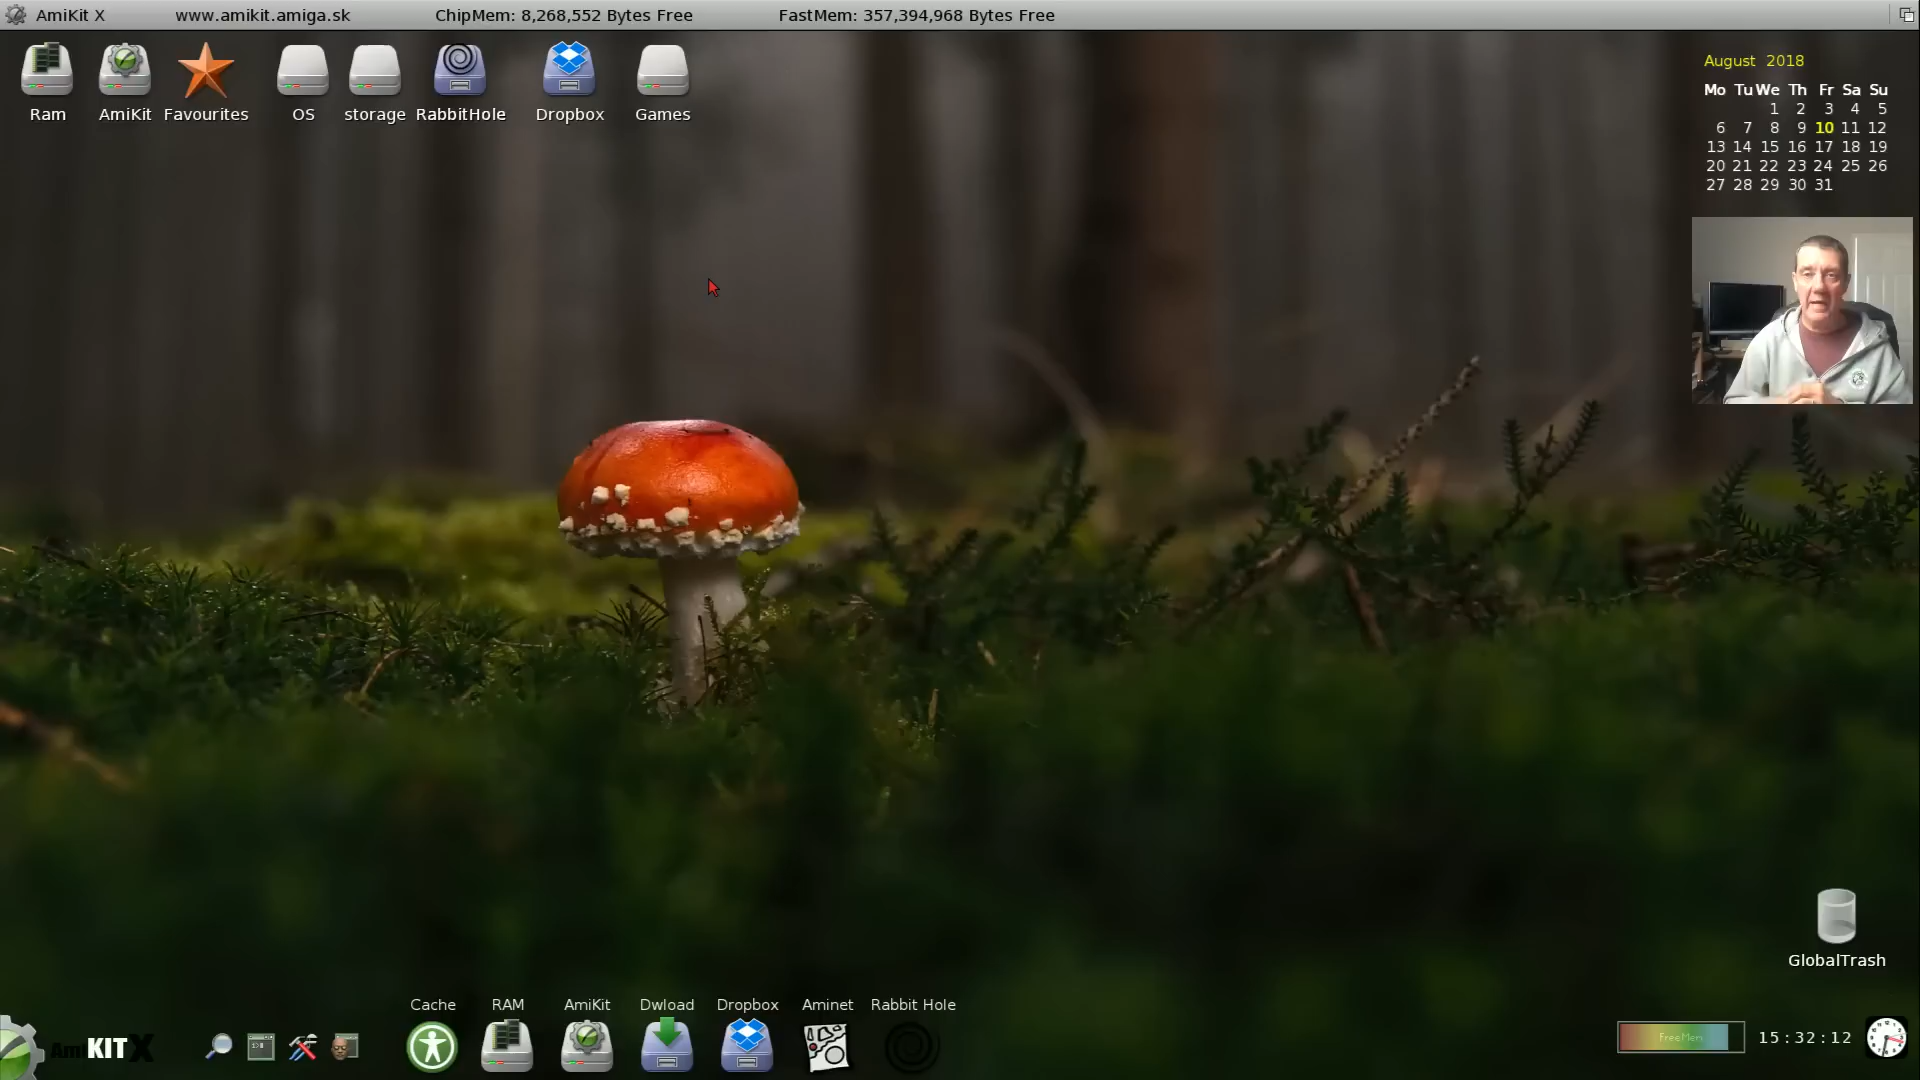 AmiKit X www.amikit.amiga.sk ChipMem: 8,268,552 Bytes Free FastMem: 357,394,968 Bytes Free
Ram AmiKit Favourites OS storage RabbitHole Dropbox Games
August 2018
Mo Tu We Th Fr Sa Su
1 2 3 4 5
6 7 8 9 10 11 12
13 14 15 16 17 18 19
20 21 22 23 24 25 26
27 28 29 30 31
GlobalTrash
Cache RAM AmiKit Dwload Dropbox Aminet Rabbit Hole
AmiKITX
FreeMem 15:32:12